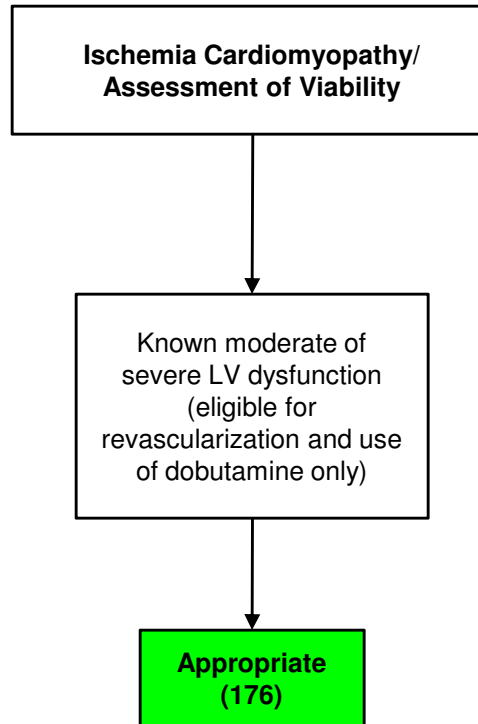 Ischemia Cardiomyopathy/
Assessment of Viability
Known moderate of
severe LV dysfunction
(eligible for
revascularization and use
of dobutamine only)
Appropriate
(176)